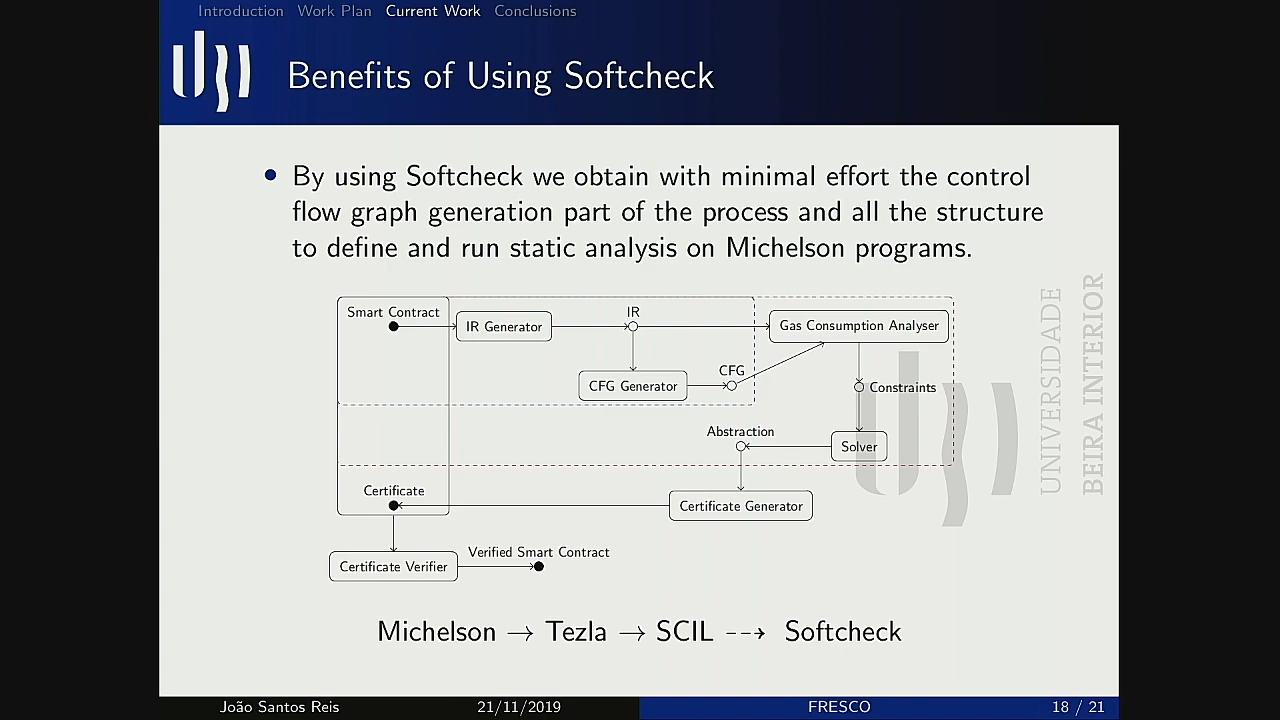 Introduction Work Plan Current Work Conclusions
Benefits of Using Softcheck
By using Softcheck we obtain with minimal effort the control
flow graph generation part of the process and all the structure
to define and run static analysis on Michelson programs.
Smart Contract
IR Generator
IR
Gas Consumption Analyser
CFG Generator
CFG
Constraints
Abstraction
Solver
Certificate
Certificate Generator
Certificate Verifier
Verified Smart Contract
UNIVERSIDADE
BEIRA INTERIOR
Michelson → Tezla → SCIL ⇢ Softcheck
João Santos Reis 21/11/2019 FRESCO 18 / 21